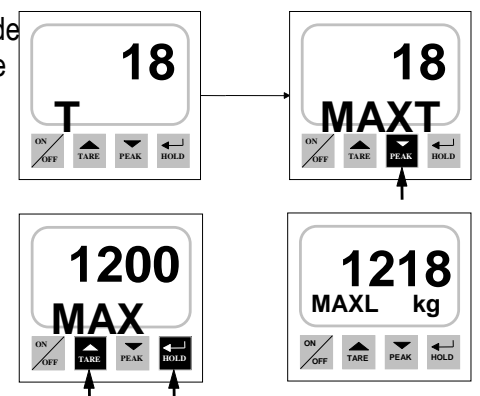 de
e
18
T
ON
OFF
TARE
PEAK
HOLD
18
MAXT
ON
OFF
TARE
PEAK
HOLD
1200
MAX
ON
OFF
TARE
PEAK
HOLD
1218
MAXL kg
ON
OFF
TARE
PEAK
HOLD